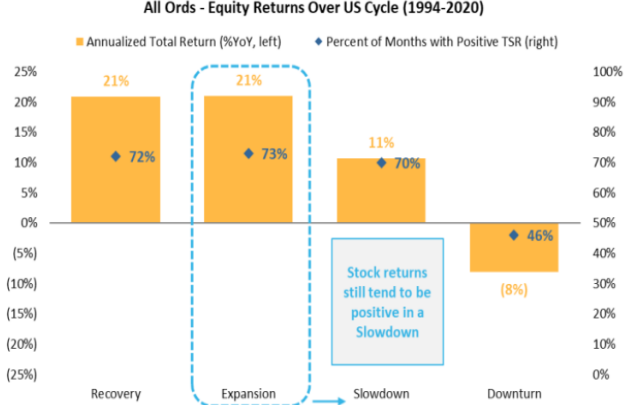 All Ords - Equity Returns Over US Cycle (1994-2020)
Annualized Total Return (%YoY, left) Percent of Months with Positive TSR (right)
25% 100%
20% 90%
15% 80%
10% 70%
5% 60%
0% 50%
(5%) 40%
(10%) 30%
(15%) 20%
(20%) 10%
(25%) 0%
21% 21% 11% (8%)
72% 73% 70% 46%
Stock returns
still tend to be
positive in a
Slowdown
Recovery Expansion Slowdown Downturn